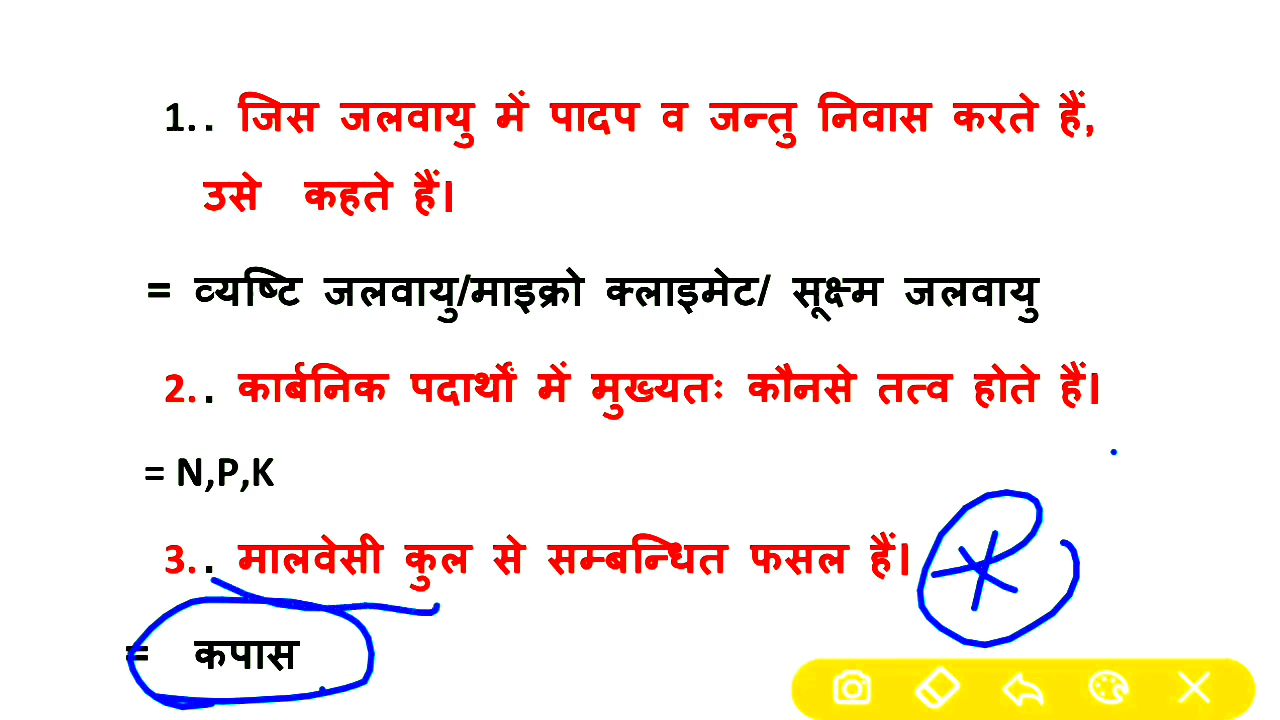 1. . जिस जलवायु में पादप व जन्तु निवास करते हैं,
उसे कहते हैं।
= व्यष्टि जलवायु/माइक्रो क्लाइमेट/ सूक्ष्म जलवायु
2. . कार्बनिक पदार्थों में मुख्यतः कौनसे तत्व होते हैं।
= N,P,K
3. . मालवेसी कुल से सम्बन्धित फसल हैं।
= कपास